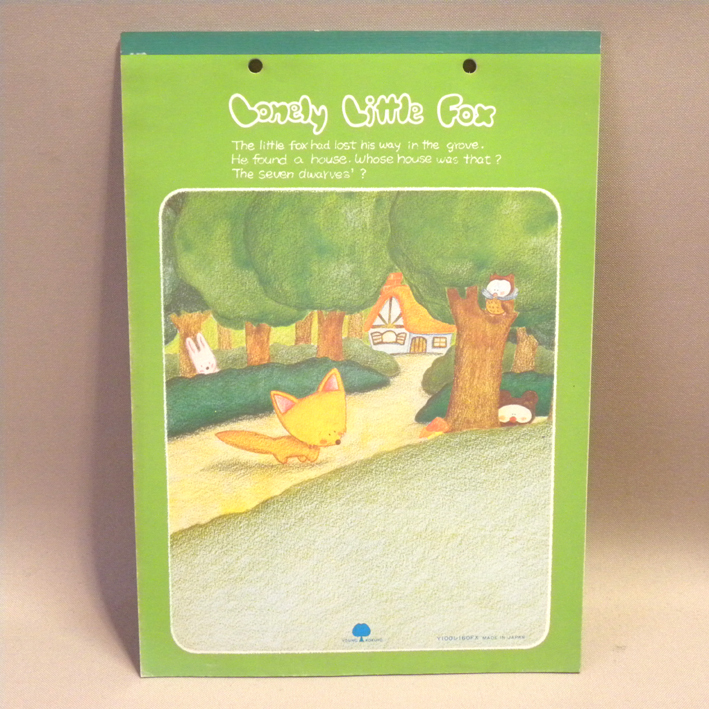 Lonely Little Fox
The little fox had lost his way in the grove.
He found a house. Whose house was that?
The seven dwarves'?
MADE IN JAPAN